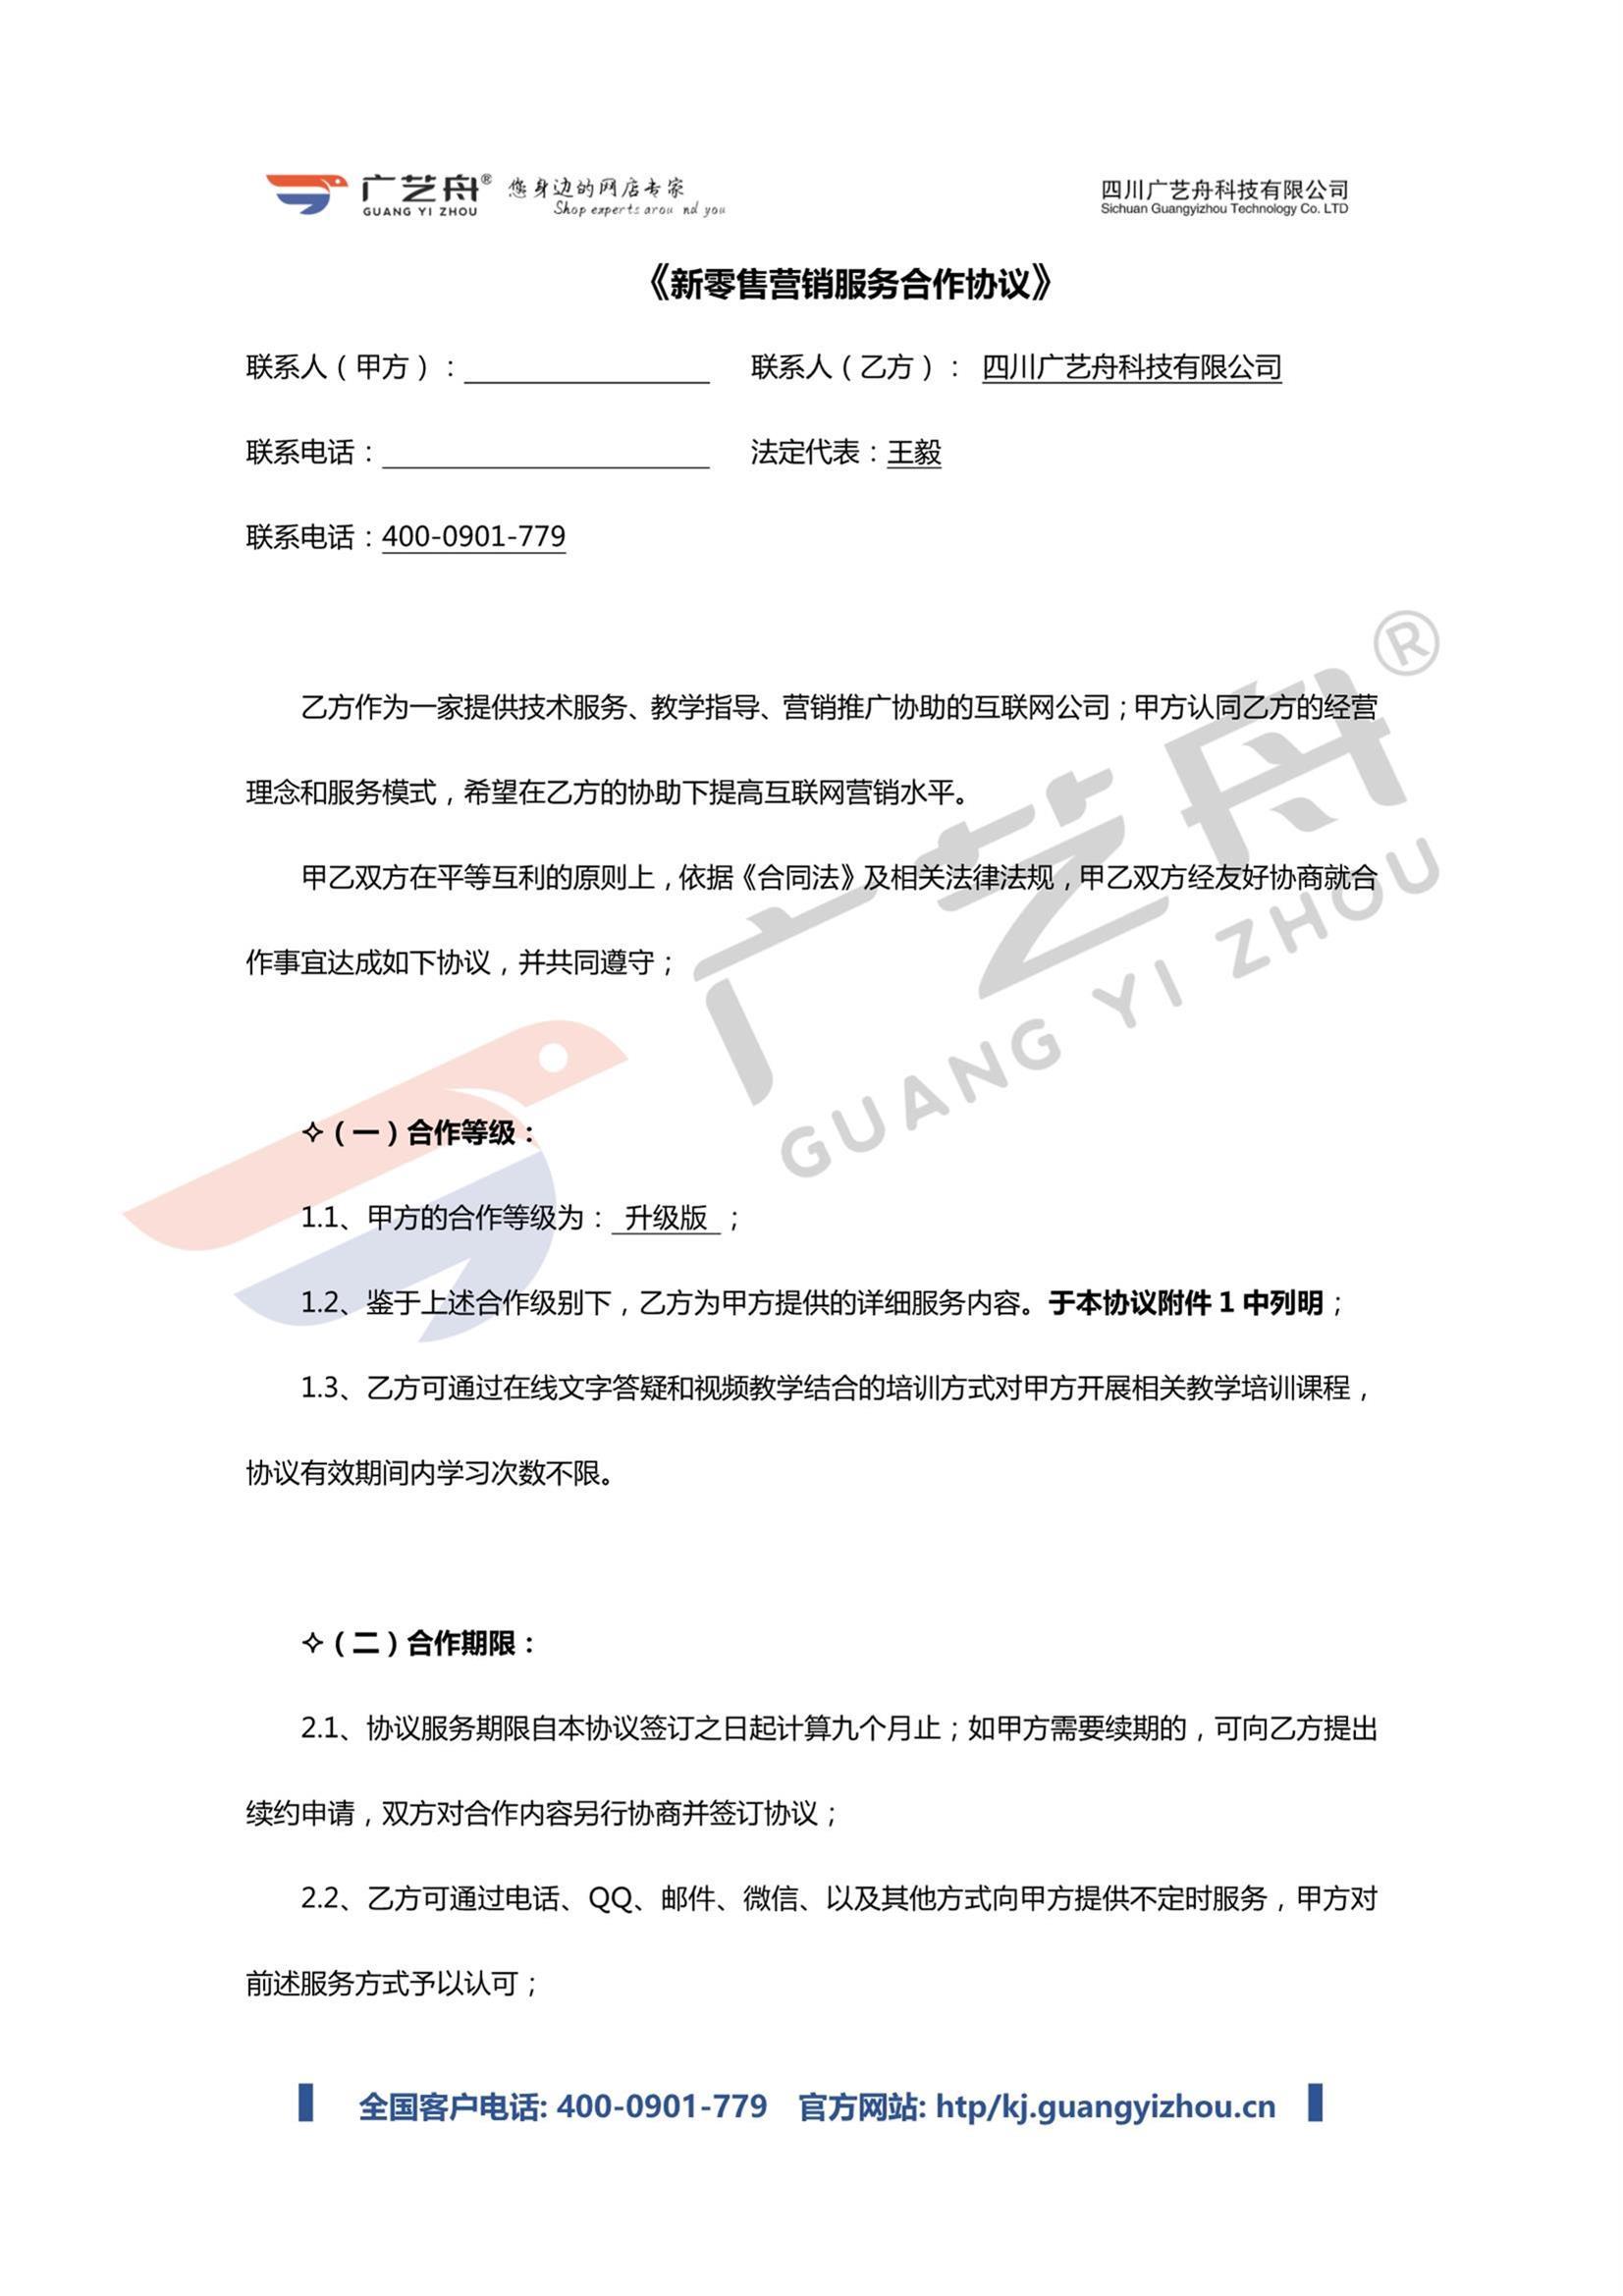 广艺舟® 您身边的网店专家 四川广艺舟科技有限公司
GUANG YI ZHOU Shop experts arou nd you Sichuan Guangyizhou Technology Co. LTD
《新零售营销服务合作协议》
联系人（甲方）： 联系人（乙方）： 四川广艺舟科技有限公司
联系电话： 法定代表：王毅
联系电话：400-0901-779
乙方作为一家提供技术服务、教学指导、营销推广协助的互联网公司；甲方认同乙方的经营
理念和服务模式，希望在乙方的协助下提高互联网营销水平。
甲乙双方在平等互利的原则上，依据《合同法》及相关法律法规，甲乙双方经友好协商就合
作事宜达成如下协议，并共同遵守；
广艺舟®
GUANG YI ZHOU
✧（一）合作等级：
1.1、甲方的合作等级为： 升级版 ；
1.2、鉴于上述合作级别下，乙方为甲方提供的详细服务内容。于本协议附件 1 中列明；
1.3、乙方可通过在线文字答疑和视频教学结合的培训方式对甲方开展相关教学培训课程，
协议有效期间内学习次数不限。
✧（二）合作期限：
2.1、协议服务期限自本协议签订之日起计算九个月止；如甲方需要续期的，可向乙方提出
续约申请，双方对合作内容另行协商并签订协议；
2.2、乙方可通过电话、QQ、邮件、微信、以及其他方式向甲方提供不定时服务，甲方对
前述服务方式予以认可；
全国客户电话: 400-0901-779 官方网站: htp/kj.guangyizhou.cn